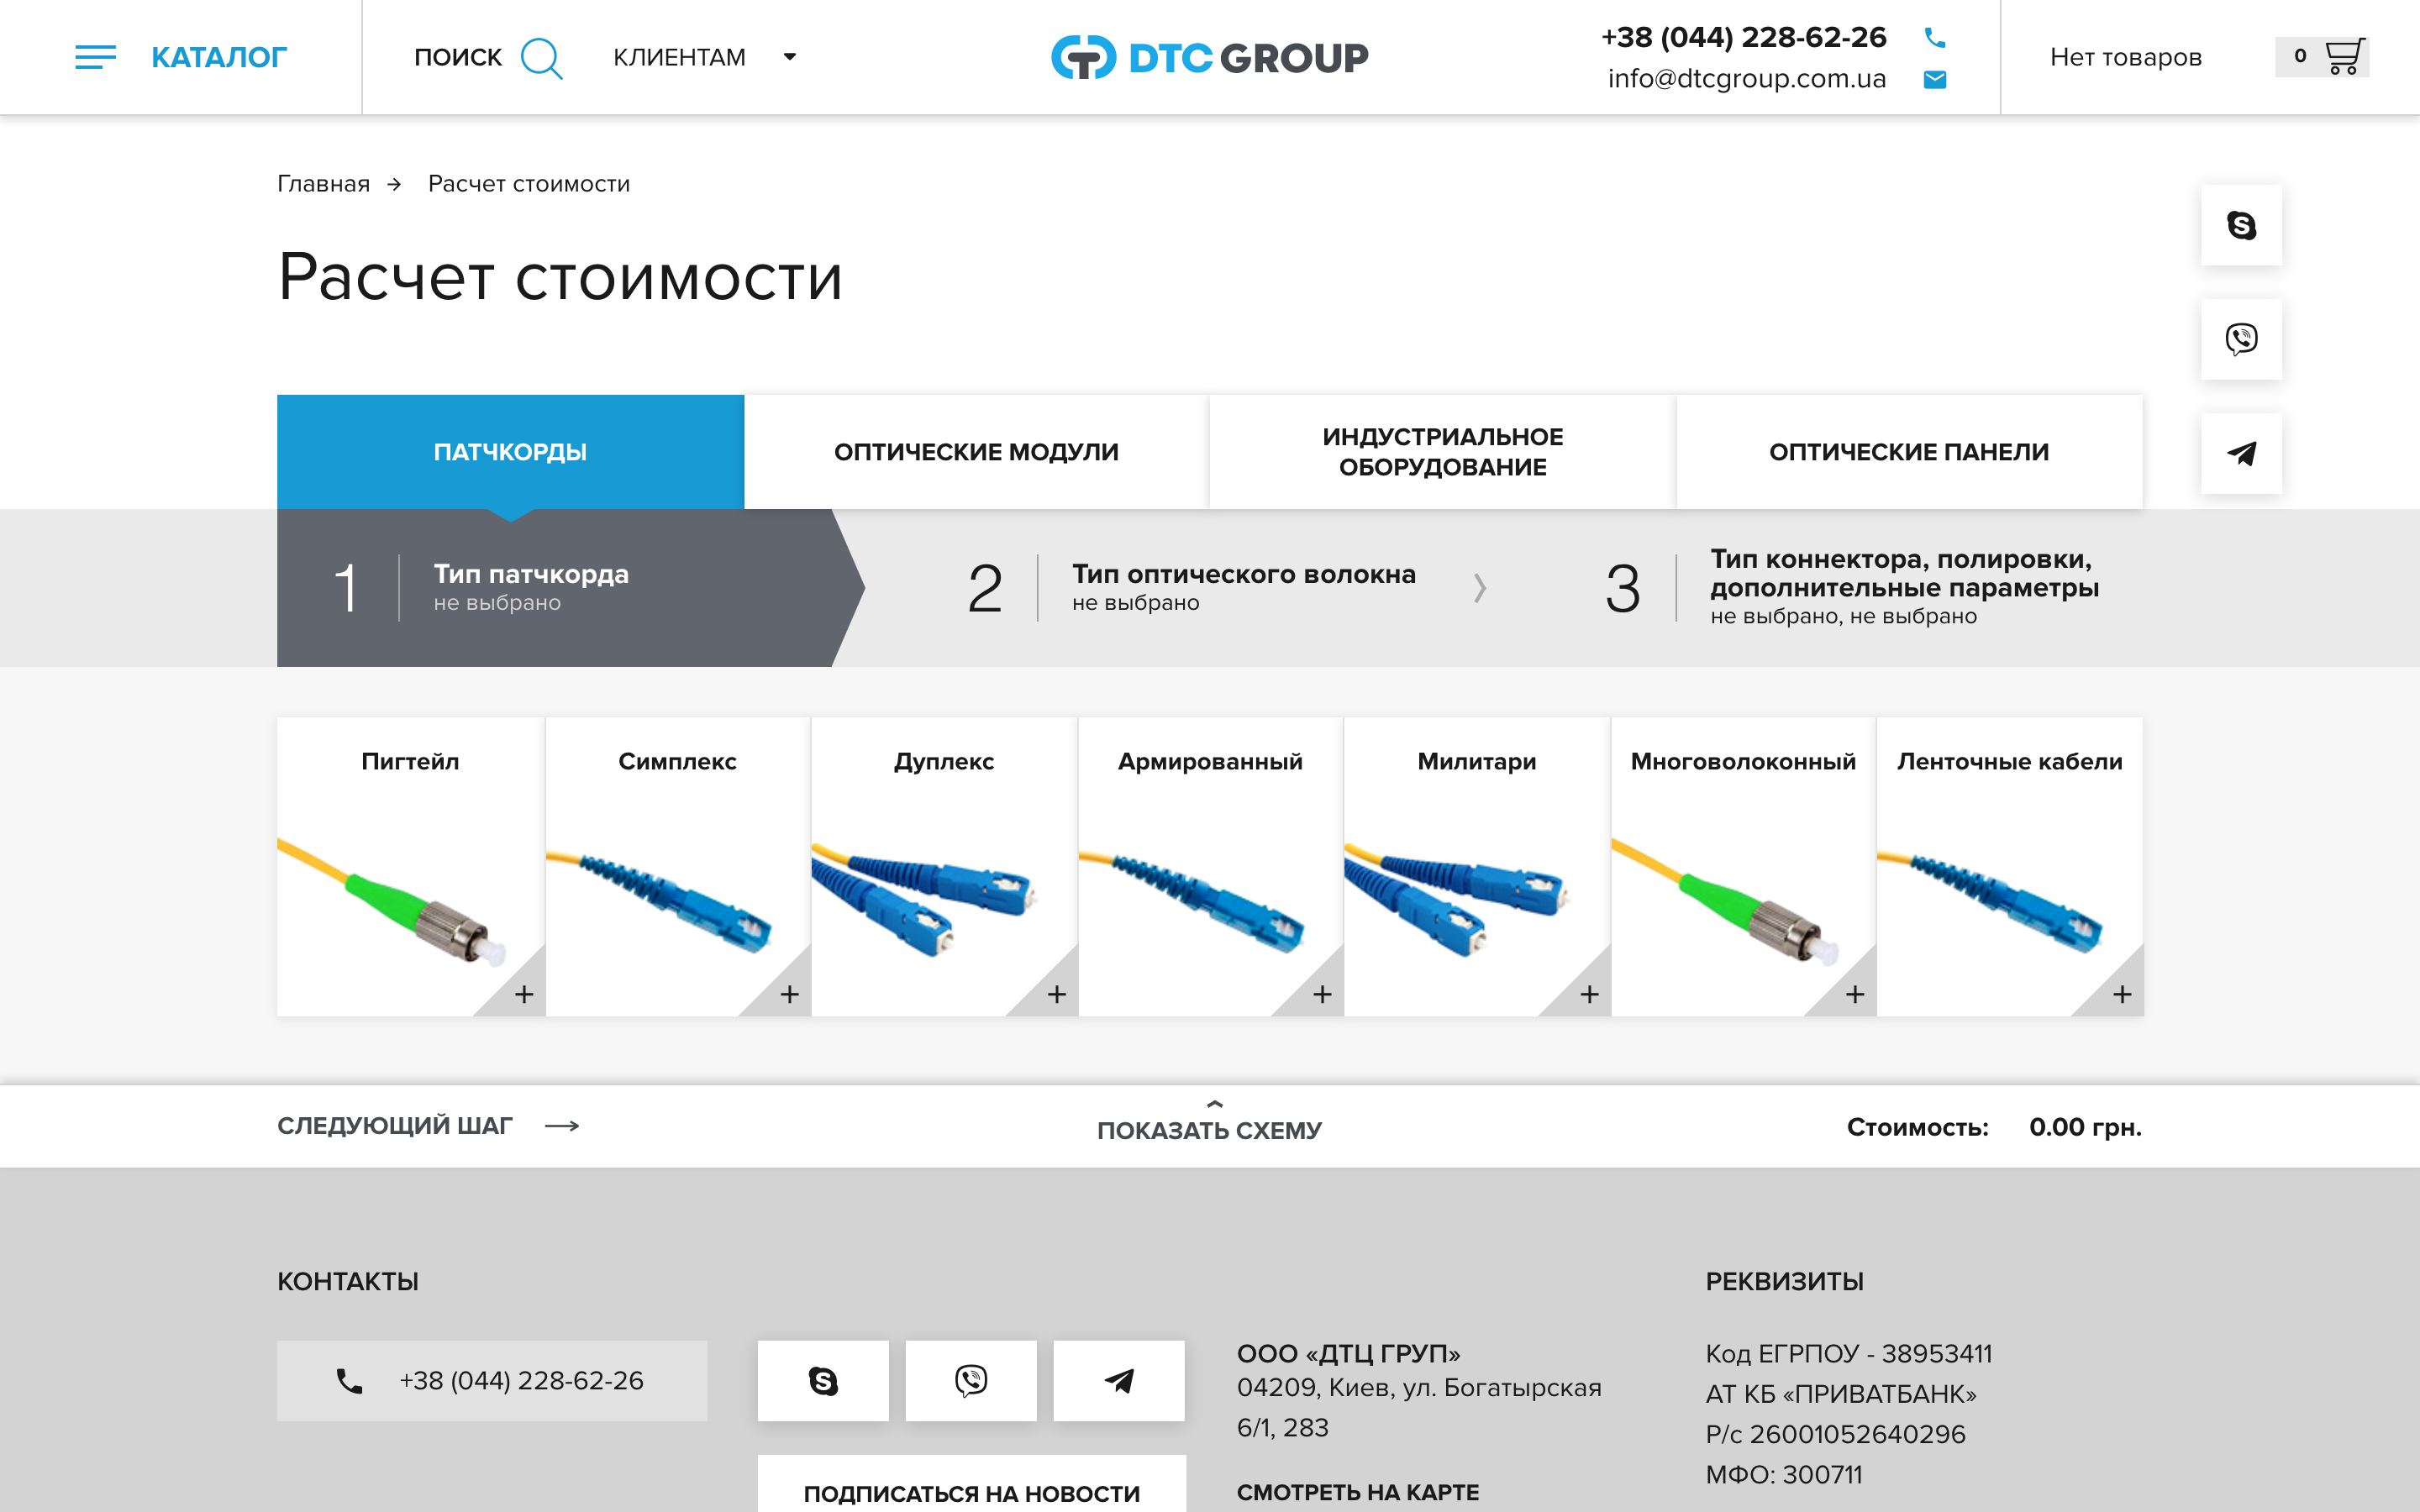 КАТАЛОГ
ПОИСК
КЛИЕНТАМ
DTC GROUP
+38 (044) 228-62-26
info@dtcgroup.com.ua
Нет товаров
0
Главная → Расчет стоимости
Расчет стоимости
ПАТЧКОРДЫ
ОПТИЧЕСКИЕ МОДУЛИ
ИНДУСТРИАЛЬНОЕ
ОБОРУДОВАНИЕ
ОПТИЧЕСКИЕ ПАНЕЛИ
1
Тип патчкорда
не выбрано
2
Тип оптического волокна
не выбрано
3
Тип коннектора, полировки,
дополнительные параметры
не выбрано, не выбрано
Пигтейл
Симплекс
Дуплекс
Армированный
Милитари
Многоволоконный
Ленточные кабели
+
+
+
+
+
+
+
СЛЕДУЮЩИЙ ШАГ
ПОКАЗАТЬ СХЕМУ
Стоимость: 0.00 грн.
КОНТАКТЫ
+38 (044) 228-62-26
ПОДПИСАТЬСЯ НА НОВОСТИ
ООО «ДТЦ ГРУП»
04209, Киев, ул. Богатырская
6/1, 283
СМОТРЕТЬ НА КАРТЕ
РЕКВИЗИТЫ
Код ЕГРПОУ - 38953411
АТ КБ «ПРИВАТБАНК»
Р/с 26001052640296
МФО: 300711